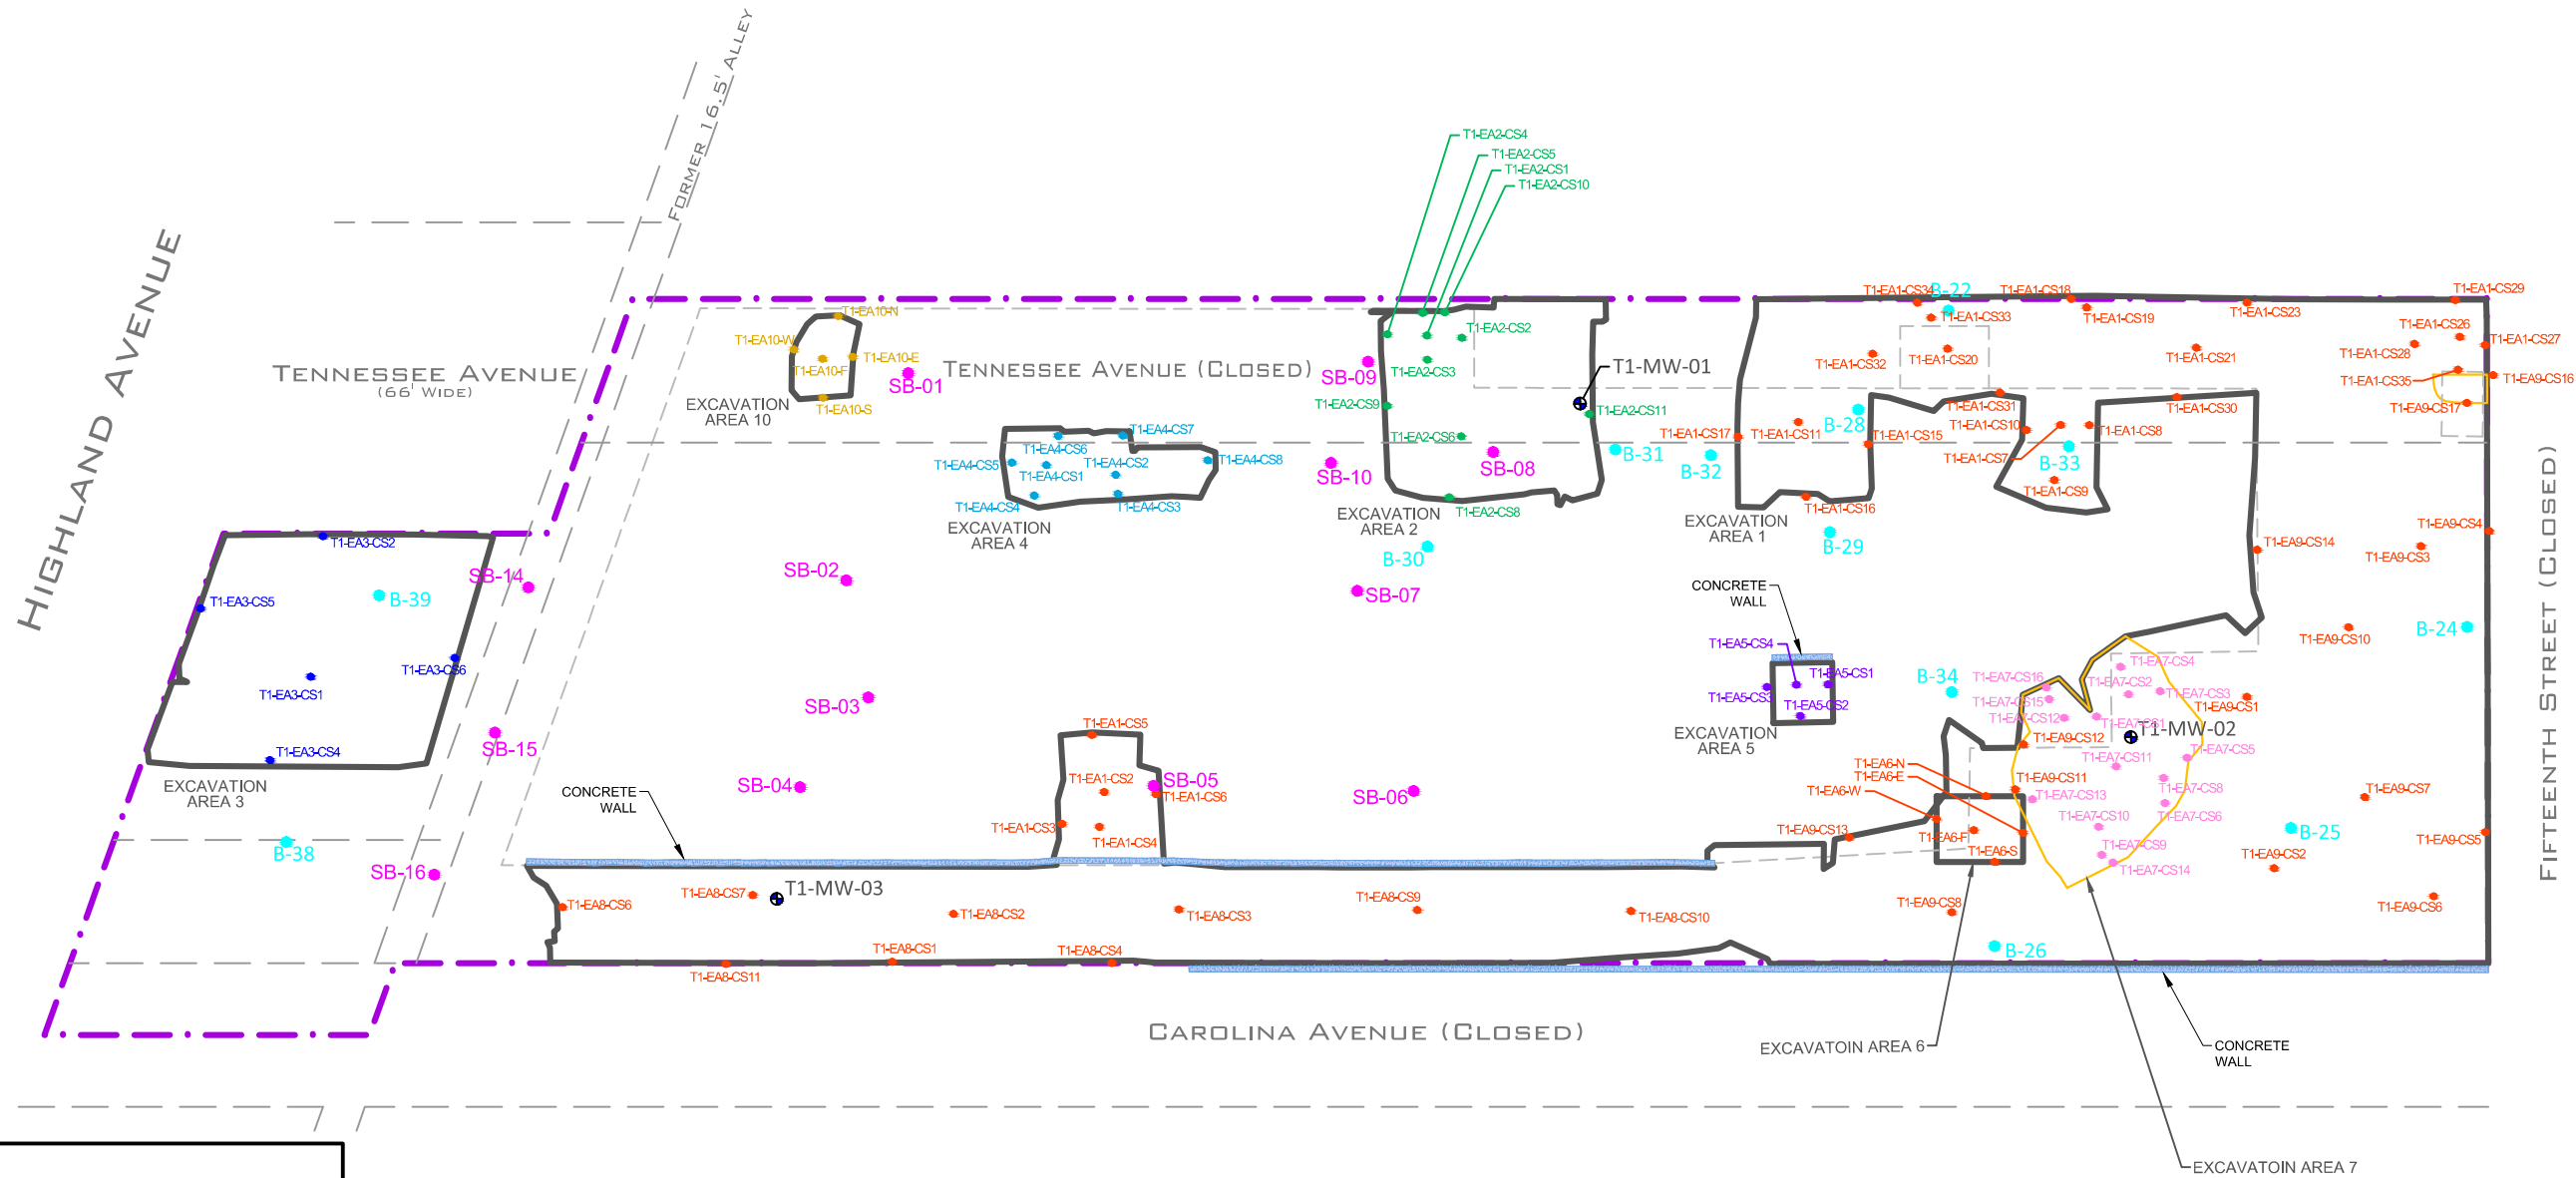 FORMER 16.5' ALLEY
HIGHLAND AVENUE
TENNESSEE AVENUE
(66' WIDE)
TENNESSEE AVENUE (CLOSED)
T1-EA2-CS4
T1-EA2-CS5
T1-EA2-CS1
T1-EA2-CS10
T1-EA10-N
T1-EA10-W
T1-EA10-E
T1-EA10-F
T1-EA10-S
EXCAVATION
AREA 10
SB-01
SB-09
T1-EA2-CS2
T1-EA2-CS3
T1-EA2-CS9
T1-EA2-CS6
T1-EA2-CS11
T1-EA2-CS8
T1-MW-01
SB-10
SB-08
EXCAVATION
AREA 2
B-30
B-31
B-32
T1-EA4-CS7
T1-EA4-CS6
T1-EA4-CS5
T1-EA4-CS2
T1-EA4-CS8
T1-EA4-CS1
T1-EA4-CS4
T1-EA4-CS3
EXCAVATION
AREA 4
T1-EA1-CS34
B-22
T1-EA1-CS18
T1-EA1-CS29
T1-EA1-CS33
T1-EA1-CS19
T1-EA1-CS23
T1-EA1-CS26
T1-EA1-CS27
T1-EA1-CS32
T1-EA1-CS20
T1-EA1-CS21
T1-EA1-CS28
T1-EA1-CS35
T1-EA9-CS16
T1-EA9-CS17
T1-EA1-CS31
T1-EA1-CS30
T1-EA1-CS17
T1-EA1-CS11
B-28
T1-EA1-CS15
T1-EA1-CS10
T1-EA1-CS8
T1-EA1-CS7
B-33
T1-EA1-CS9
T1-EA1-CS16
EXCAVATION
AREA 1
B-29
T1-EA9-CS4
T1-EA9-CS14
T1-EA9-CS3
T1-EA9-CS10
B-24
FIFTEENTH STREET (CLOSED)
T1-EA3-CS2
T1-EA3-CS5
B-39
T1-EA3-CS6
T1-EA3-CS1
T1-EA3-CS4
EXCAVATION
AREA 3
SB-14
SB-15
SB-16
B-38
SB-02
SB-03
SB-04
SB-07
CONCRETE
WALL
T1-EA5-CS4
T1-EA5-CS1
T1-EA5-CS3
T1-EA5-CS2
EXCAVATION
AREA 5
B-34
T1-EA7-CS4
T1-EA7-CS16
T1-EA7-CS2
T1-EA7-CS3
T1-EA7-CS15
T1-EA7-CS12
T1-EA7-CS1
T1-EA9-CS1
T1-MW-02
T1-EA9-CS12
T1-EA7-CS5
T1-EA7-CS11
T1-EA6-N
T1-EA6-E
T1-EA9-CS11
T1-EA7-CS8
T1-EA6-W
T1-EA7-CS13
T1-EA7-CS6
T1-EA7-CS10
T1-EA9-CS13
T1-EA6-F
T1-EA6-S
T1-EA7-CS9
T1-EA7-CS14
T1-EA9-CS7
B-25
T1-EA9-CS5
T1-EA9-CS2
T1-EA9-CS6
T1-EA1-CS5
T1-EA1-CS2
SB-05
T1-EA1-CS6
T1-EA1-CS3
T1-EA1-CS4
SB-06
CONCRETE
WALL
T1-EA8-CS6
T1-EA8-CS7
T1-MW-03
T1-EA8-CS2
T1-EA8-CS3
T1-EA8-CS9
T1-EA8-CS10
T1-EA9-CS8
B-26
T1-EA8-CS11
T1-EA8-CS1
T1-EA8-CS4
CAROLINA AVENUE (CLOSED)
EXCAVATOIN AREA 6
CONCRETE
WALL
EXCAVATOIN AREA 7